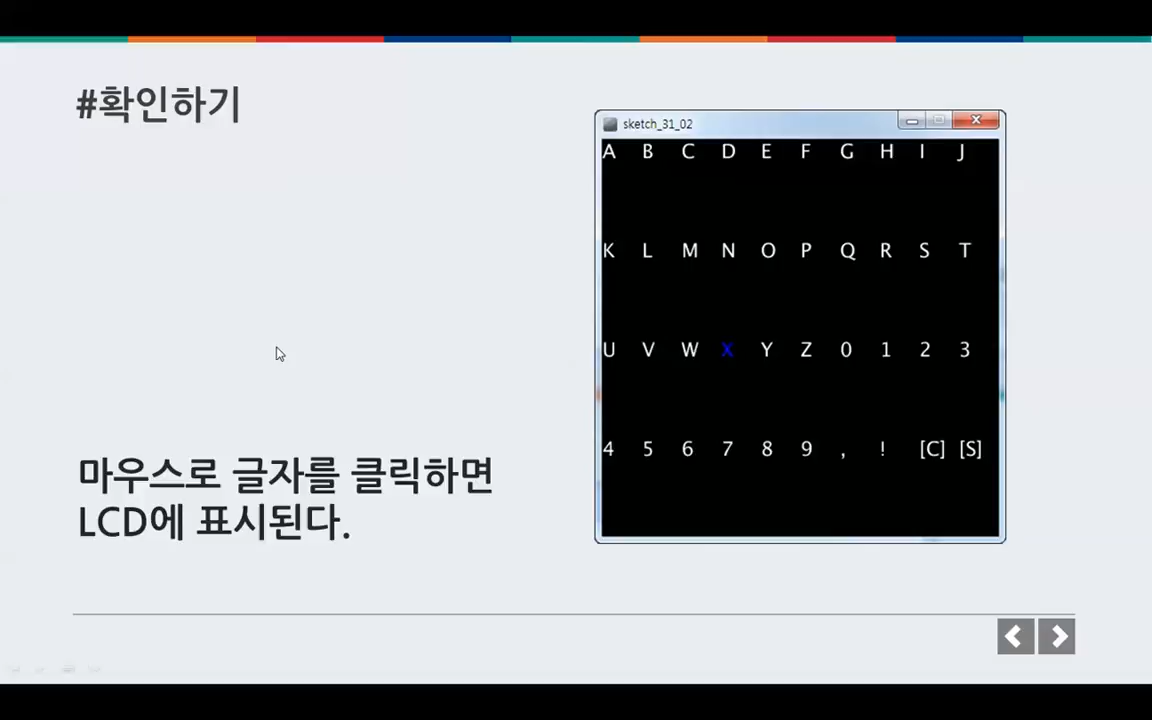 #확인하기
sketch_31_02
A B C D E F G H I J
K L M N O P Q R S T
U V W X Y Z 0 1 2 3
4 5 6 7 8 9 , ! [C] [S]
마우스로 글자를 클릭하면
LCD에 표시된다.